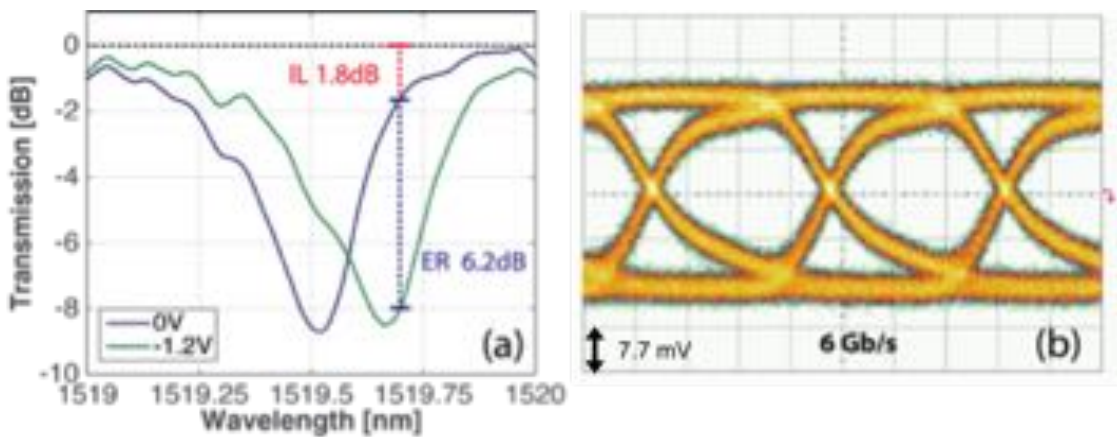 0
-2
-4
-6
-8
-10
Transmission [dB]
IL 1.8dB
ER 6.2dB
0V
-1.2V
(a)
1519
1519.25
1519.5
1519.75
1520
Wavelength [nm]
7.7 mV
6 Gb/s
(b)